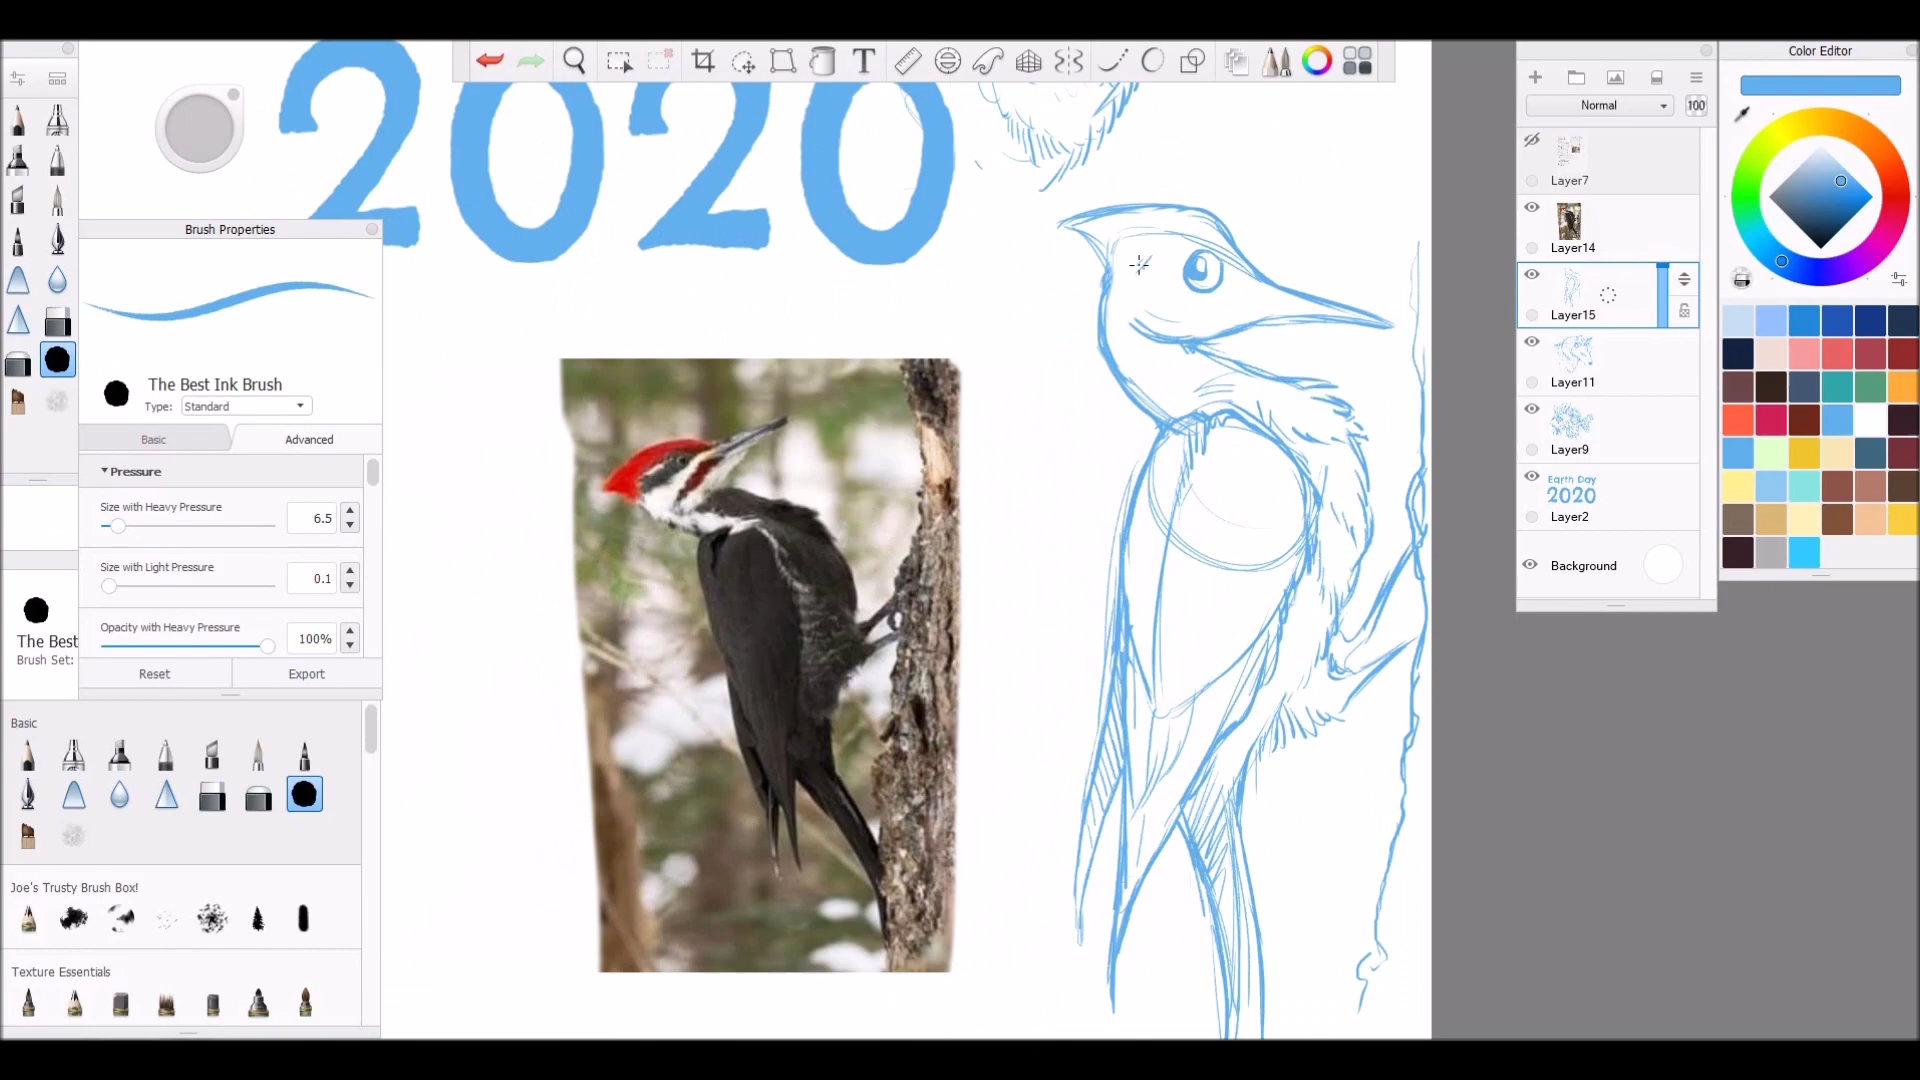 2020
Brush Properties
The Best Ink Brush
Type: Standard
Basic
Advanced
Pressure
Size with Heavy Pressure
6.5
Size with Light Pressure
0.1
Opacity with Heavy Pressure
100%
Reset
Export
The Best
Brush Set:
Basic
Joe's Trusty Brush Box!
Texture Essentials
T
Normal
100
Layer7
Layer14
Layer15
Layer11
Layer9
Earth Day
2020
Layer2
Background
Color Editor